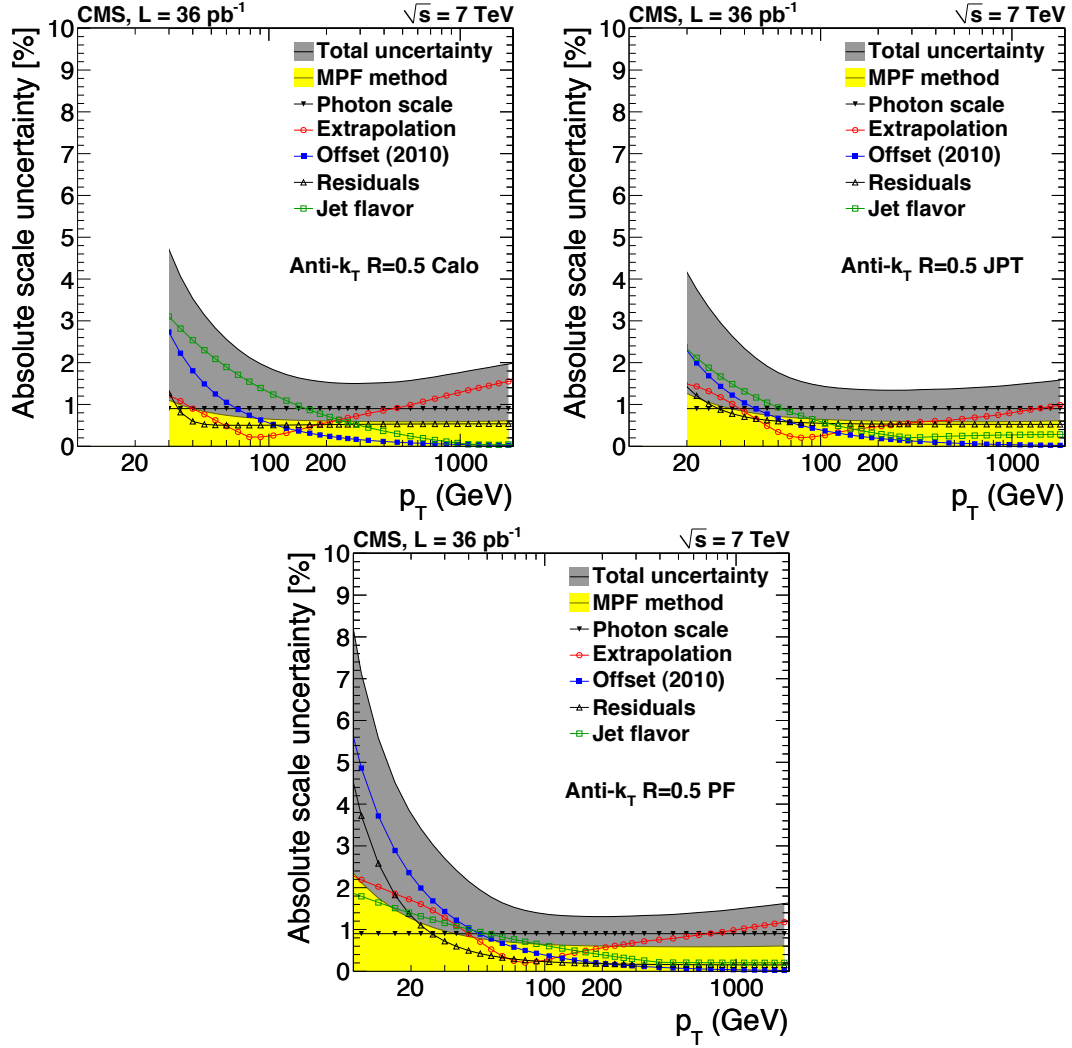 CMS, L = 36 pb⁻¹ √s = 7 TeV
Absolute scale uncertainty [%]
10
9
8
7
6
5
4
3
2
1
0
Total uncertainty
MPF method
Photon scale
Extrapolation
Offset (2010)
Residuals
Jet flavor
Anti-k_T R=0.5 Calo
20 100 200 1000
p_T (GeV)
CMS, L = 36 pb⁻¹ √s = 7 TeV
Absolute scale uncertainty [%]
10
9
8
7
6
5
4
3
2
1
0
Total uncertainty
MPF method
Photon scale
Extrapolation
Offset (2010)
Residuals
Jet flavor
Anti-k_T R=0.5 JPT
20 100 200 1000
p_T (GeV)
CMS, L = 36 pb⁻¹ √s = 7 TeV
Absolute scale uncertainty [%]
10
9
8
7
6
5
4
3
2
1
0
Total uncertainty
MPF method
Photon scale
Extrapolation
Offset (2010)
Residuals
Jet flavor
Anti-k_T R=0.5 PF
20 100 200 1000
p_T (GeV)